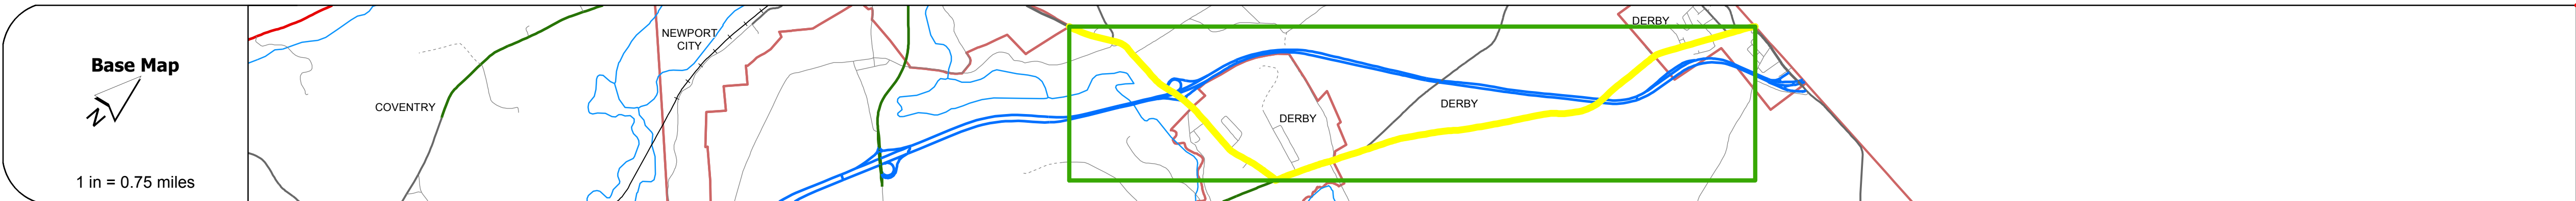 Base Map
N
1 in = 0.75 miles
COVENTRY
NEWPORT
CITY
DERBY
DERBY
DERBY